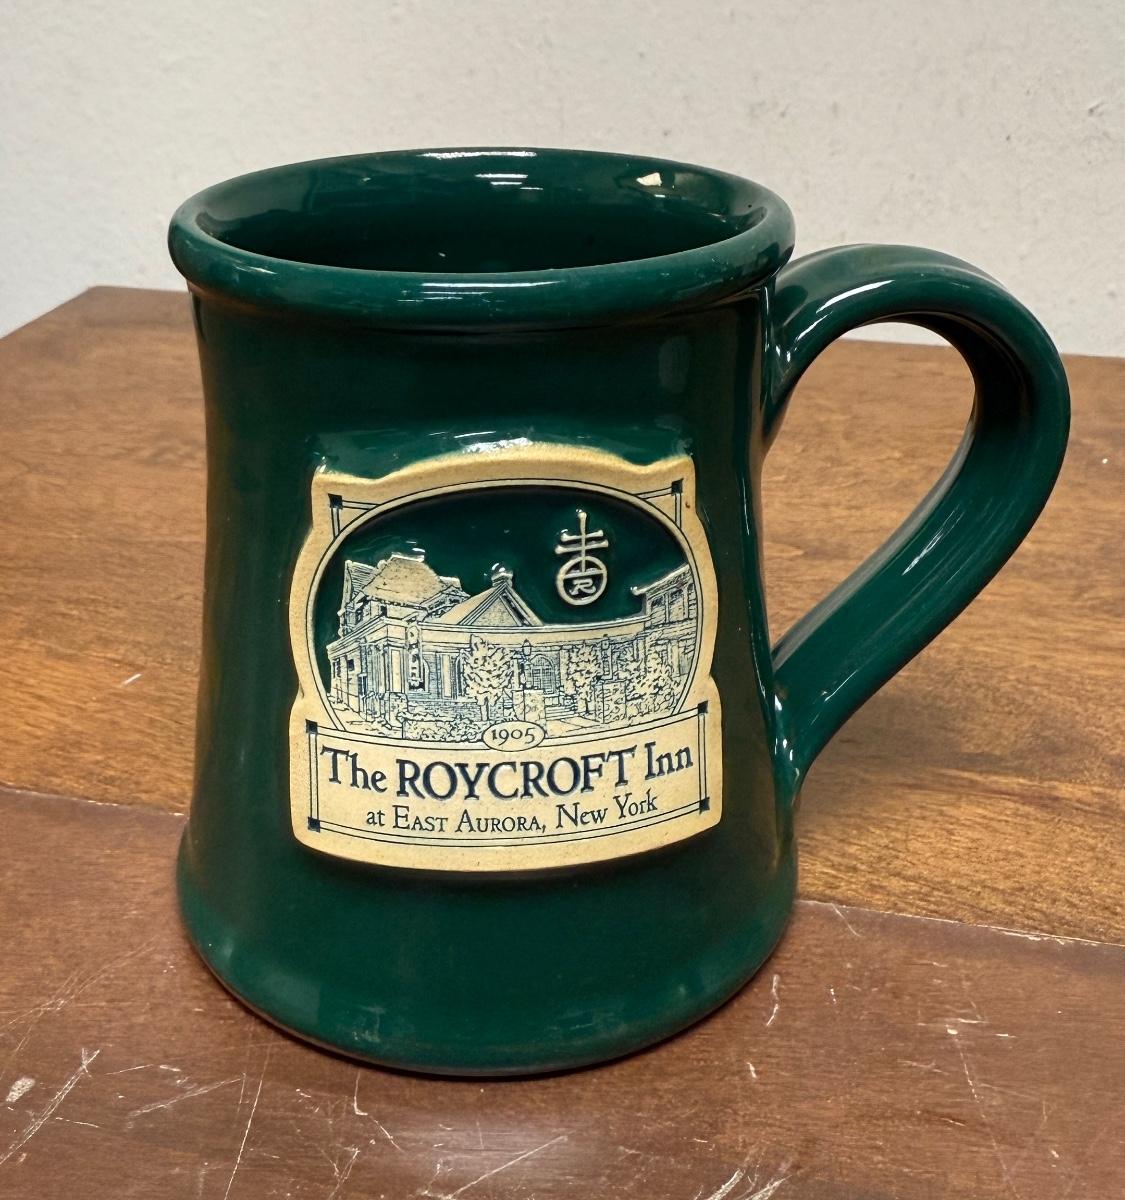 R
1905
The ROYCROFT Inn
at EAST AURORA, New York